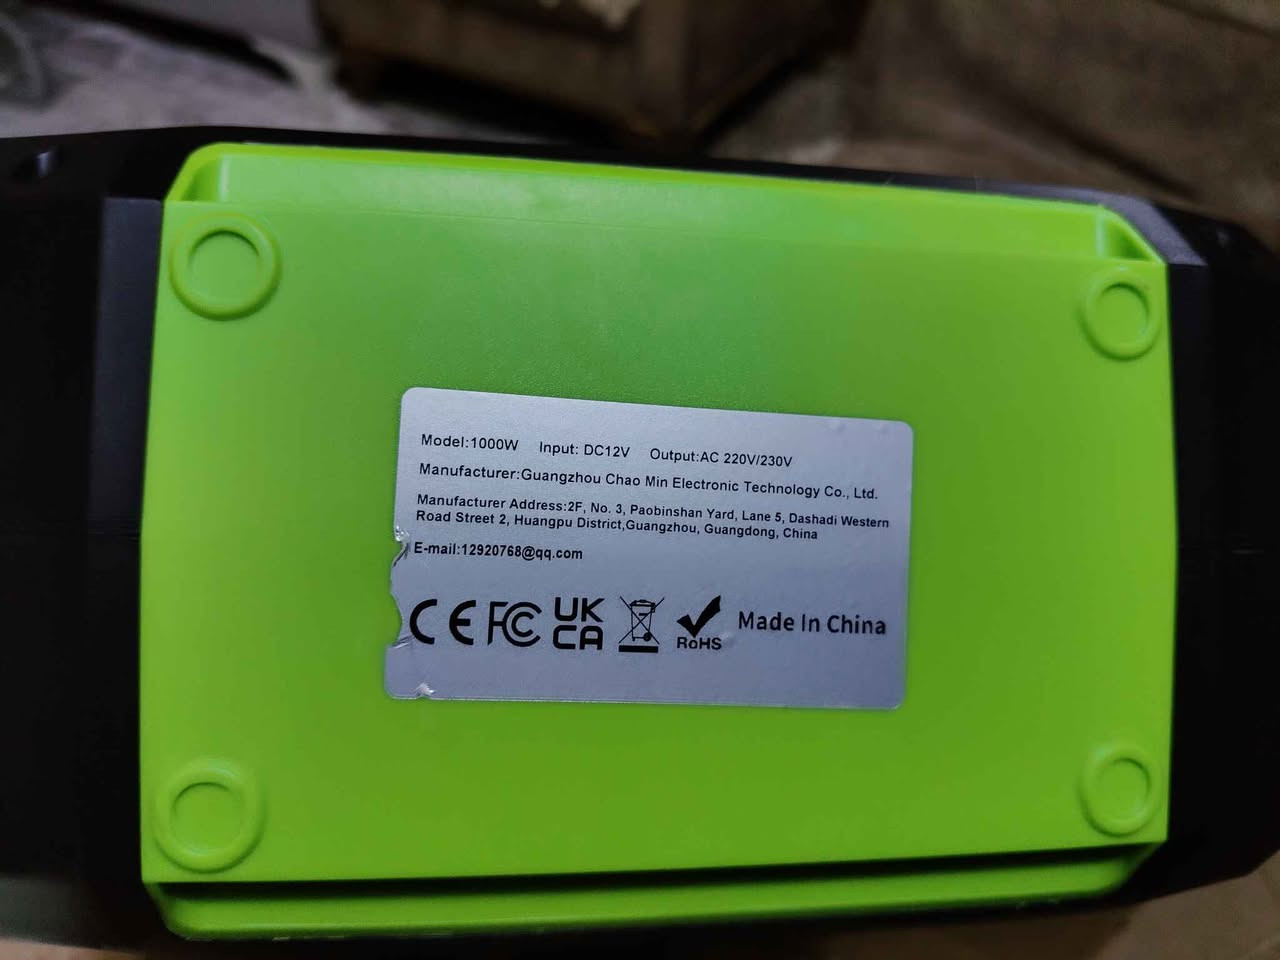 Model:1000W Input: DC12V Output:AC 220V/230V
Manufacturer:Guangzhou Chao Min Electronic Technology Co., Ltd.
Manufacturer Address:2F, No. 3, Paobinshan Yard, Lane 5, Dashadi Western
Road Street 2, Huangpu District,Guangzhou, Guangdong, China
E-mail:12920768@qq.com
CE FC UK CA RoHS Made In China